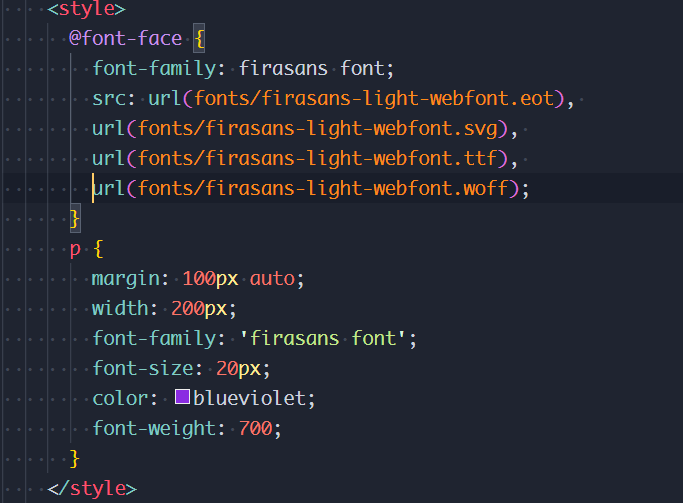 <style>
@font-face {
font-family: firasans font;
src: url(fonts/firasans-light-webfont.eot),
url(fonts/firasans-light-webfont.svg),
url(fonts/firasans-light-webfont.ttf),
url(fonts/firasans-light-webfont.woff);
}
p {
margin: 100px auto;
width: 200px;
font-family: 'firasans font';
font-size: 20px;
color: blueviolet;
font-weight: 700;
}
</style>